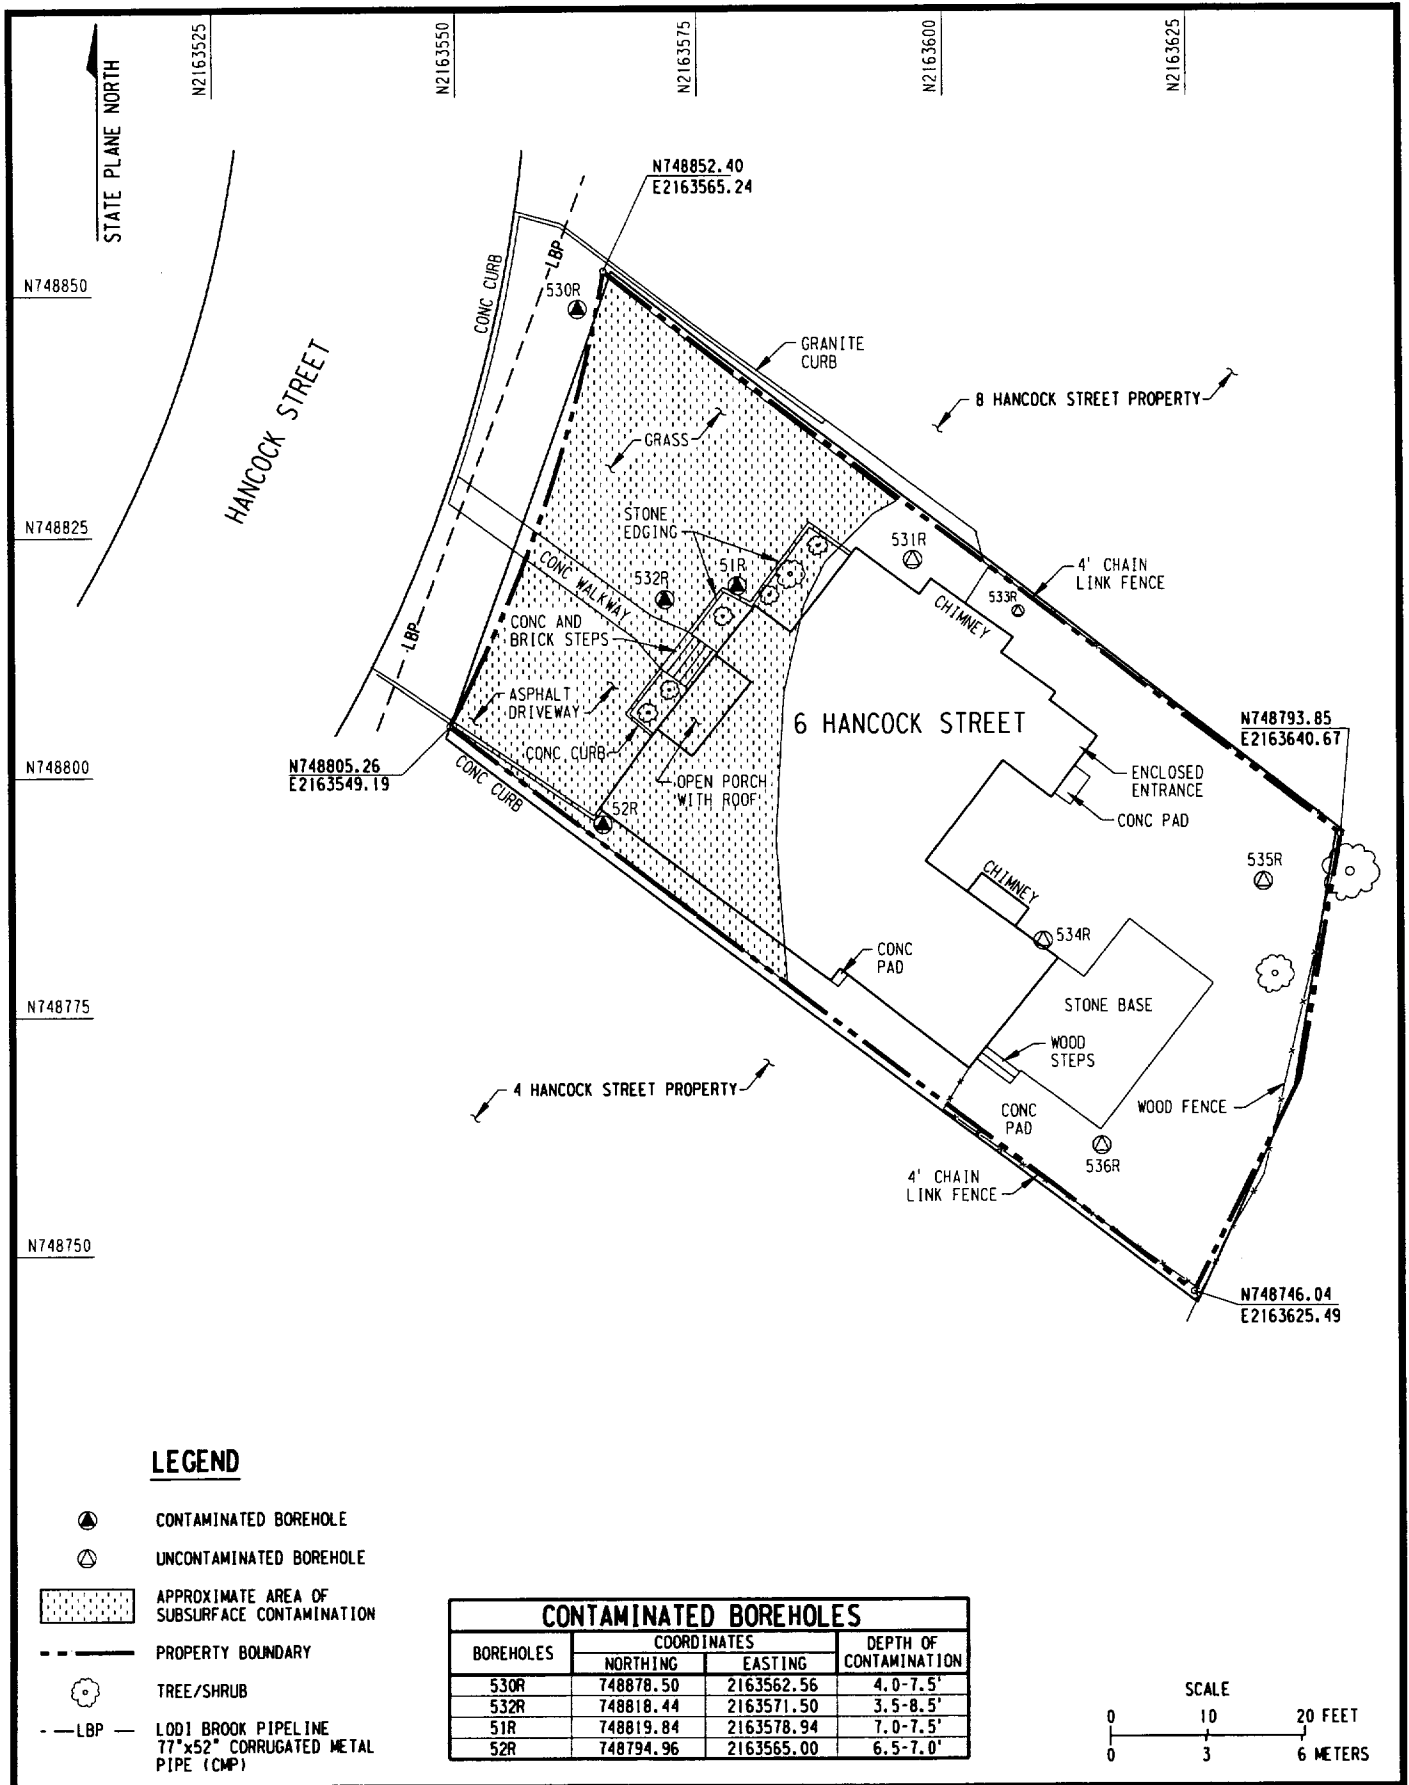 N2163525
N2163550
N2163575
N2163600
N2163625
STATE PLANE NORTH
N748852.40
E2163565.24
N748850
CONC CURB
LBP
530R
HANCOCK STREET
GRANITE
CURB
8 HANCOCK STREET PROPERTY
GRASS
N748825
STONE
EDGING
531R
4' CHAIN
LINK FENCE
CONC WALKWAY
532R
51R
533R
CHIMNEY
LBP
CONC AND
BRICK STEPS
ASPHALT
DRIVEWAY
6 HANCOCK STREET
N748793.85
E2163640.67
CONC CURB
N748800
N748805.26
E2163549.19
CONC CURB
OPEN PORCH
WITH ROOF
ENCLOSED
ENTRANCE
CONC PAD
52R
535R
CHIMNEY
534R
CONC
PAD
N748775
STONE BASE
WOOD
STEPS
4 HANCOCK STREET PROPERTY
CONC
PAD
WOOD FENCE
536R
4' CHAIN
LINK FENCE
N748750
N748746.04
E2163625.49
LEGEND
CONTAMINATED BOREHOLE
UNCONTAMINATED BOREHOLE
APPROXIMATE AREA OF
SUBSURFACE CONTAMINATION
PROPERTY BOUNDARY
TREE/SHRUB
LBP LODI BROOK PIPELINE
77"x52" CORRUGATED METAL
PIPE (CMP)
CONTAMINATED BOREHOLES
BOREHOLES COORDINATES DEPTH OF CONTAMINATION
NORTHING EASTING
530R 748878.50 2163562.56 4.0-7.5'
532R 748818.44 2163571.50 3.5-8.5'
51R 748819.84 2163578.94 7.0-7.5'
52R 748794.96 2163565.00 6.5-7.0'
SCALE
0 10 20 FEET
0 3 6 METERS